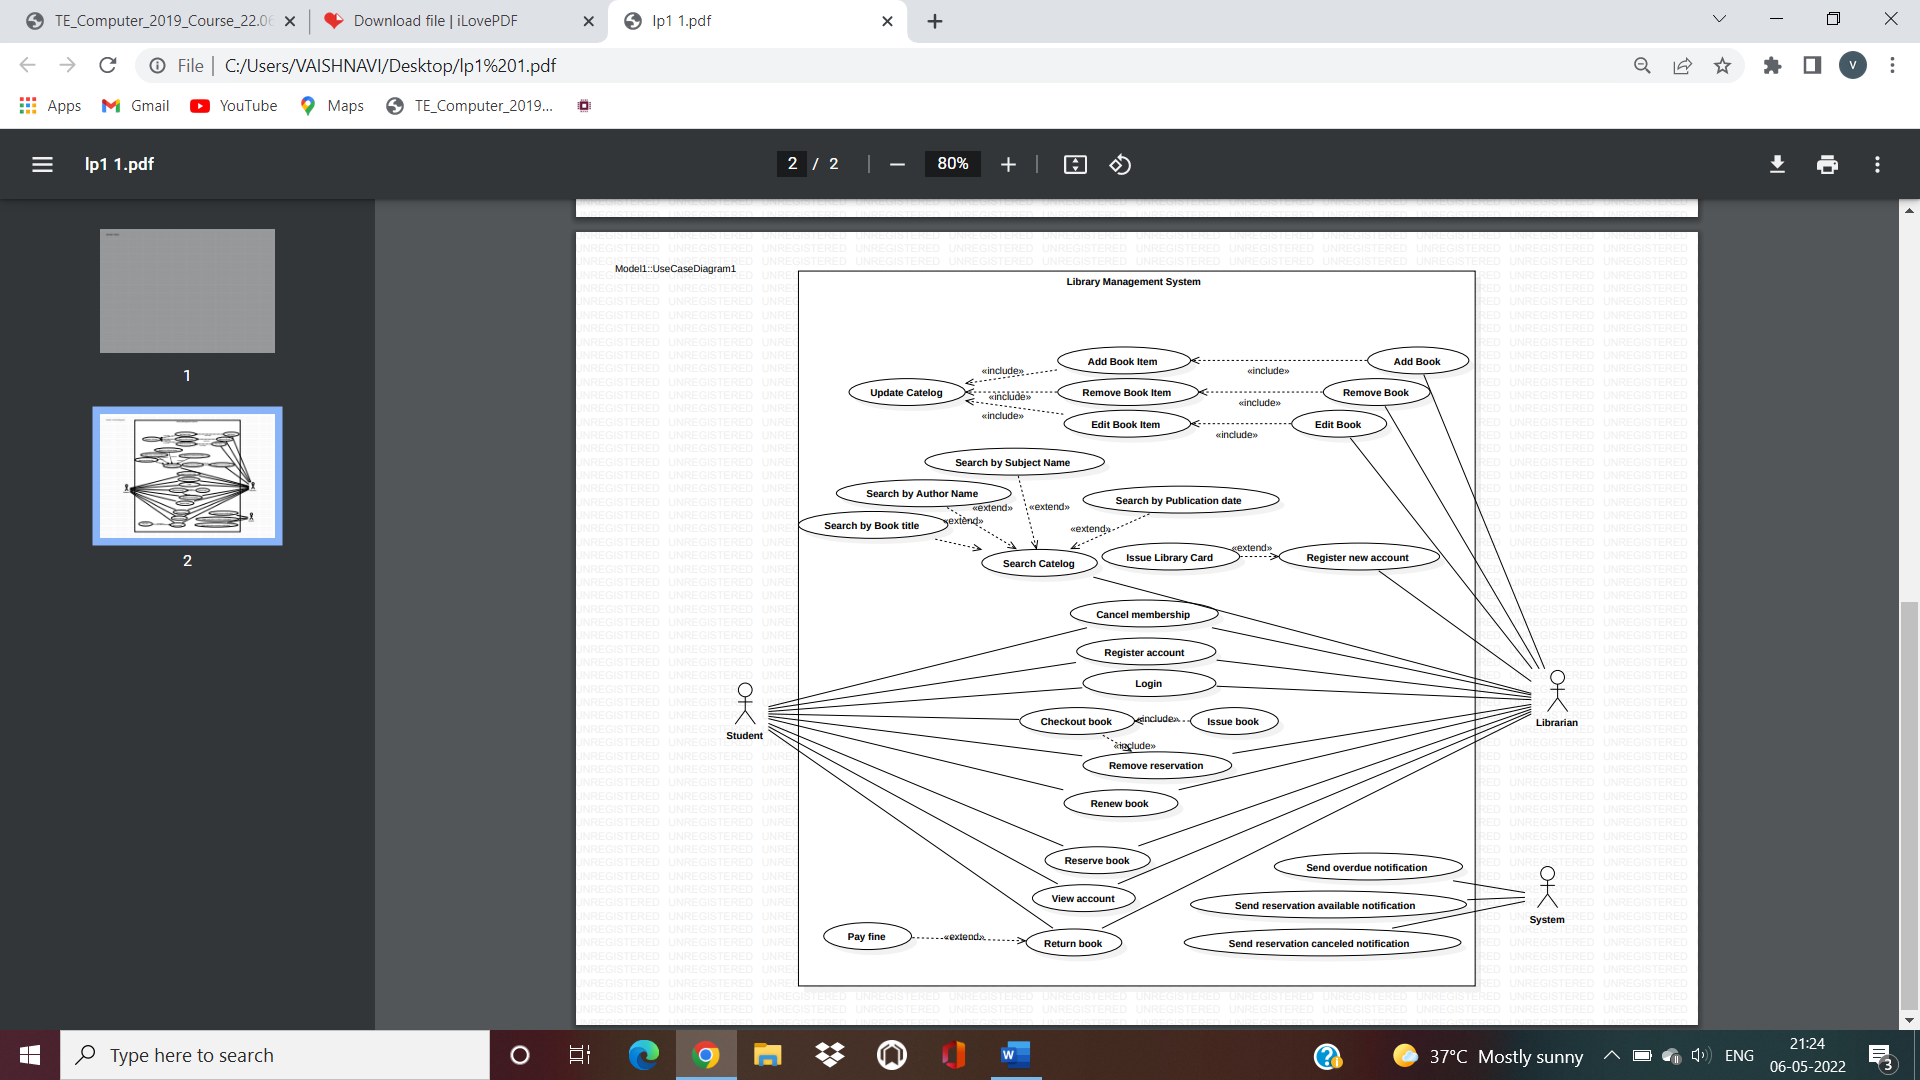 TE_Computer_2019_Course_22.06
Download file | iLovePDF
lp1 1.pdf
File | C:/Users/VAISHNAVI/Desktop/lp1%201.pdf
V
Apps Gmail YouTube Maps TE_Computer_2019...
lp1 1.pdf
2 / 2
80%
1
2
Model1::UseCaseDiagram1
Library Management System
Add Book Item
Add Book
«include»
«include»
Update Catelog
Remove Book Item
Remove Book
«include»
«include»
«include»
Edit Book Item
Edit Book
«include»
Search by Subject Name
Search by Author Name
Search by Publication date
«extend»
«extend»
Search by Book title
«extend»
«extend»
Issue Library Card
«extend»
Register new account
Search Catelog
Cancel membership
Register account
Login
Checkout book
«include»
Issue book
«include»
Remove reservation
Renew book
Reserve book
View account
Return book
Pay fine
«extend»
Student
Librarian
Send overdue notification
Send reservation available notification
Send reservation canceled notification
System
UNREGISTERED
Type here to search
37°C Mostly sunny
ENG
21:24
06-05-2022
3